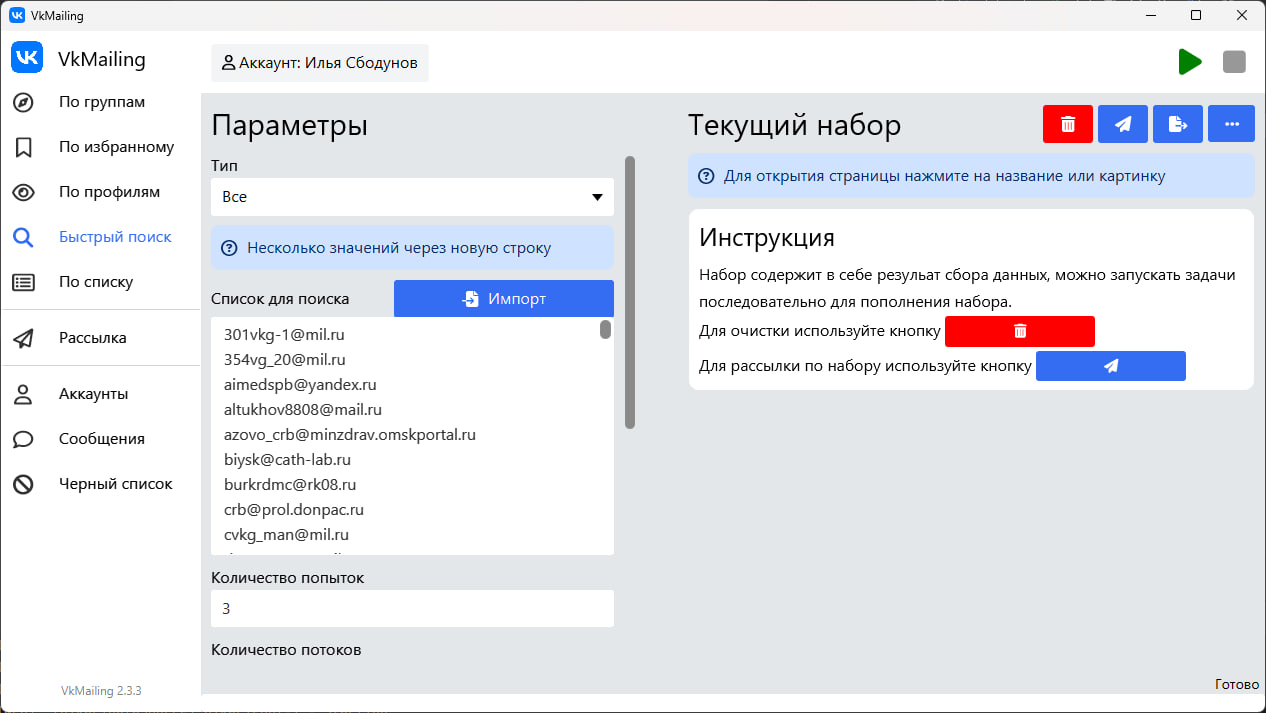 VkMailing
VkMailing
Аккаунт: Илья Сбодунов
По группам
По избранному
По профилям
Быстрый поиск
По списку
Рассылка
Аккаунты
Сообщения
Черный список
VkMailing 2.3.3
Параметры
Тип
Все
Несколько значений через новую строку
Список для поиска
Импорт
301vkg-1@mil.ru
354vg_20@mil.ru
aimedspb@yandex.ru
altukhov8808@mail.ru
azovo_crb@minzdrav.omskportal.ru
biysk@cath-lab.ru
burkrdmc@rk08.ru
crb@prol.donpac.ru
cvkg_man@mil.ru
Количество попыток
3
Количество потоков
Текущий набор
Для открытия страницы нажмите на название или картинку
Инструкция
Набор содержит в себе резульат сбора данных, можно запускать задачи
последовательно для пополнения набора.
Для очистки используйте кнопку
Для рассылки по набору используйте кнопку
Готово